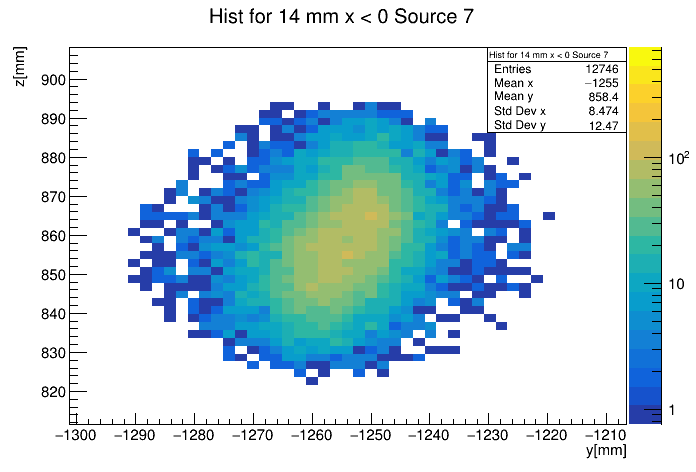 Hist for 14 mm x < 0 Source 7
z[mm]
Hist for 14 mm x < 0 Source 7
Entries 12746
Mean x −1255
Mean y 858.4
Std Dev x 8.474
Std Dev y 12.47
900
890
880
870
860
850
840
830
820
10²
10
1
−1300 −1290 −1280 −1270 −1260 −1250 −1240 −1230 −1220 −1210
y[mm]